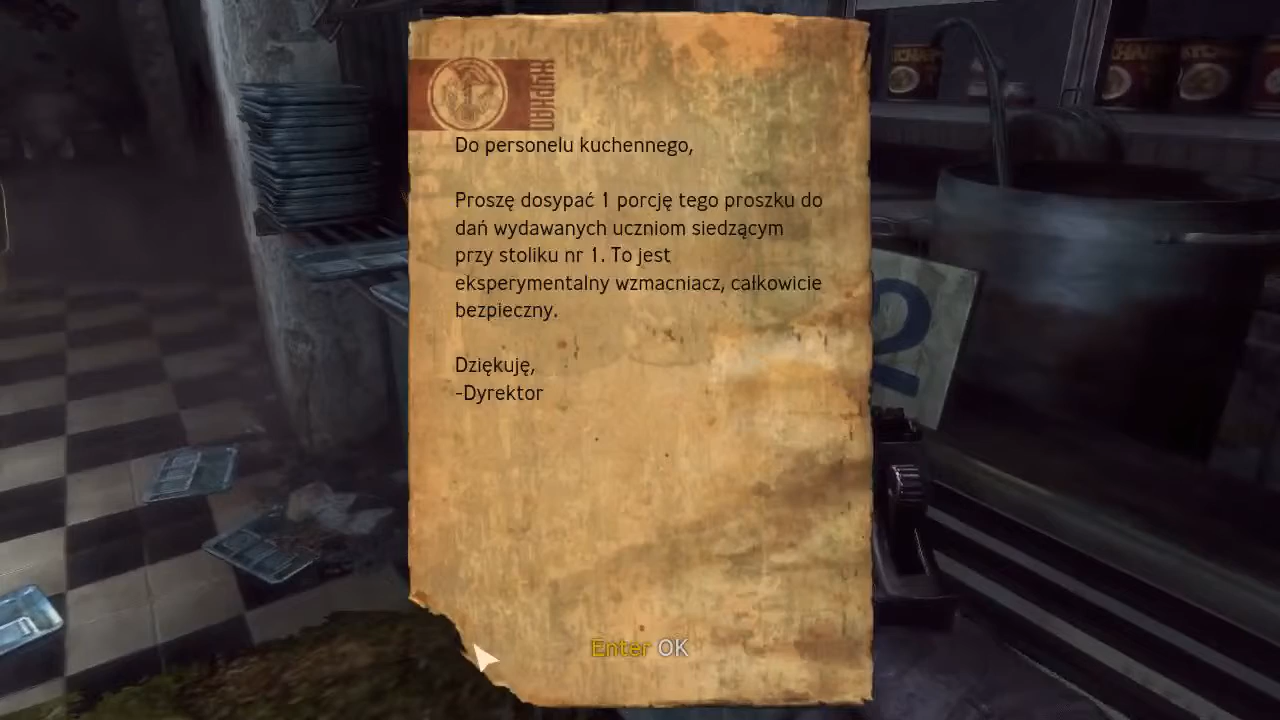 Do personelu kuchennego,
Proszę dosypać 1 porcję tego proszku do
dań wydawanych uczniom siedzącym
przy stoliku nr 1. To jest
eksperymentalny wzmacniacz, całkowicie
bezpieczny.
Dziękuję,
-Dyrektor
2
Enter OK